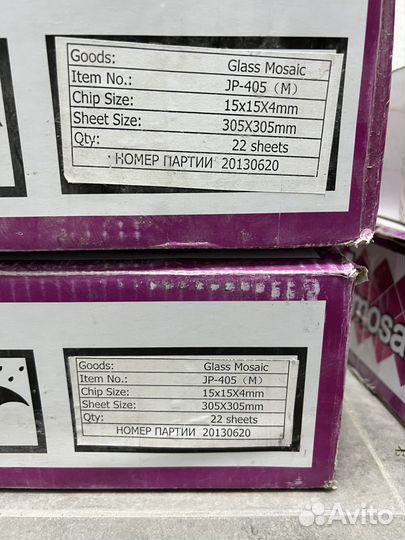 Goods: Glass Mosaic
Item No.: JP-405（M）
Chip Size: 15x15X4mm
Sheet Size: 305X305mm
Qty: 22 sheets
НОМЕР ПАРТИИ 20130620
mosa
Goods: Glass Mosaic
Item No.: JP-405（M）
Chip Size: 15x15X4mm
Sheet Size: 305X305mm
Qty: 22 sheets
НОМЕР ПАРТИИ 20130620
Avito